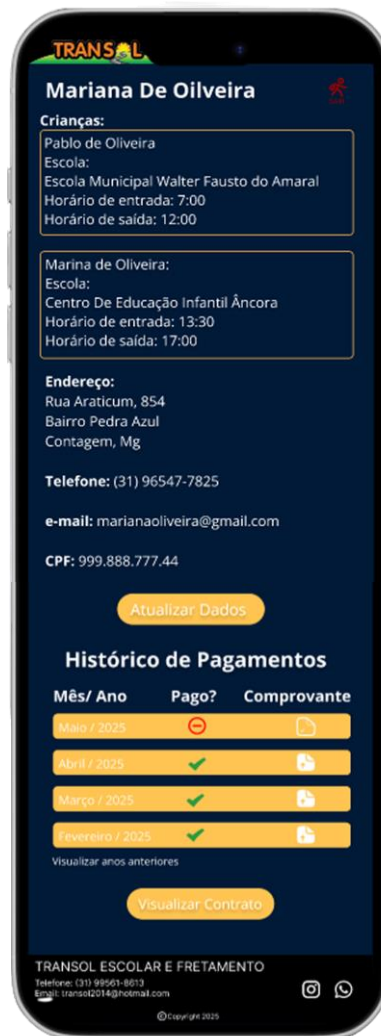 TRANSOL
Mariana De Oilveira
SAIR
Crianças:
Pablo de Oliveira
Escola:
Escola Municipal Walter Fausto do Amaral
Horário de entrada: 7:00
Horário de saída: 12:00
Marina de Oliveira:
Escola:
Centro De Educação Infantil Âncora
Horário de entrada: 13:30
Horário de saída: 17:00
Endereço:
Rua Araticum, 854
Bairro Pedra Azul
Contagem, Mg
Telefone: (31) 96547-7825
e-mail: marianaoliveira@gmail.com
CPF: 999.888.777.44
Atualizar Dados
Histórico de Pagamentos
Mês/ Ano Pago? Comprovante
Maio / 2025
Abril / 2025
Março / 2025
Fevereiro / 2025
Visualizar anos anteriores
Visualizar Contrato
TRANSOL ESCOLAR E FRETAMENTO
Telefone: (31) 99561-8613
Email: transol2014@hotmail.com
©Copyright 2025